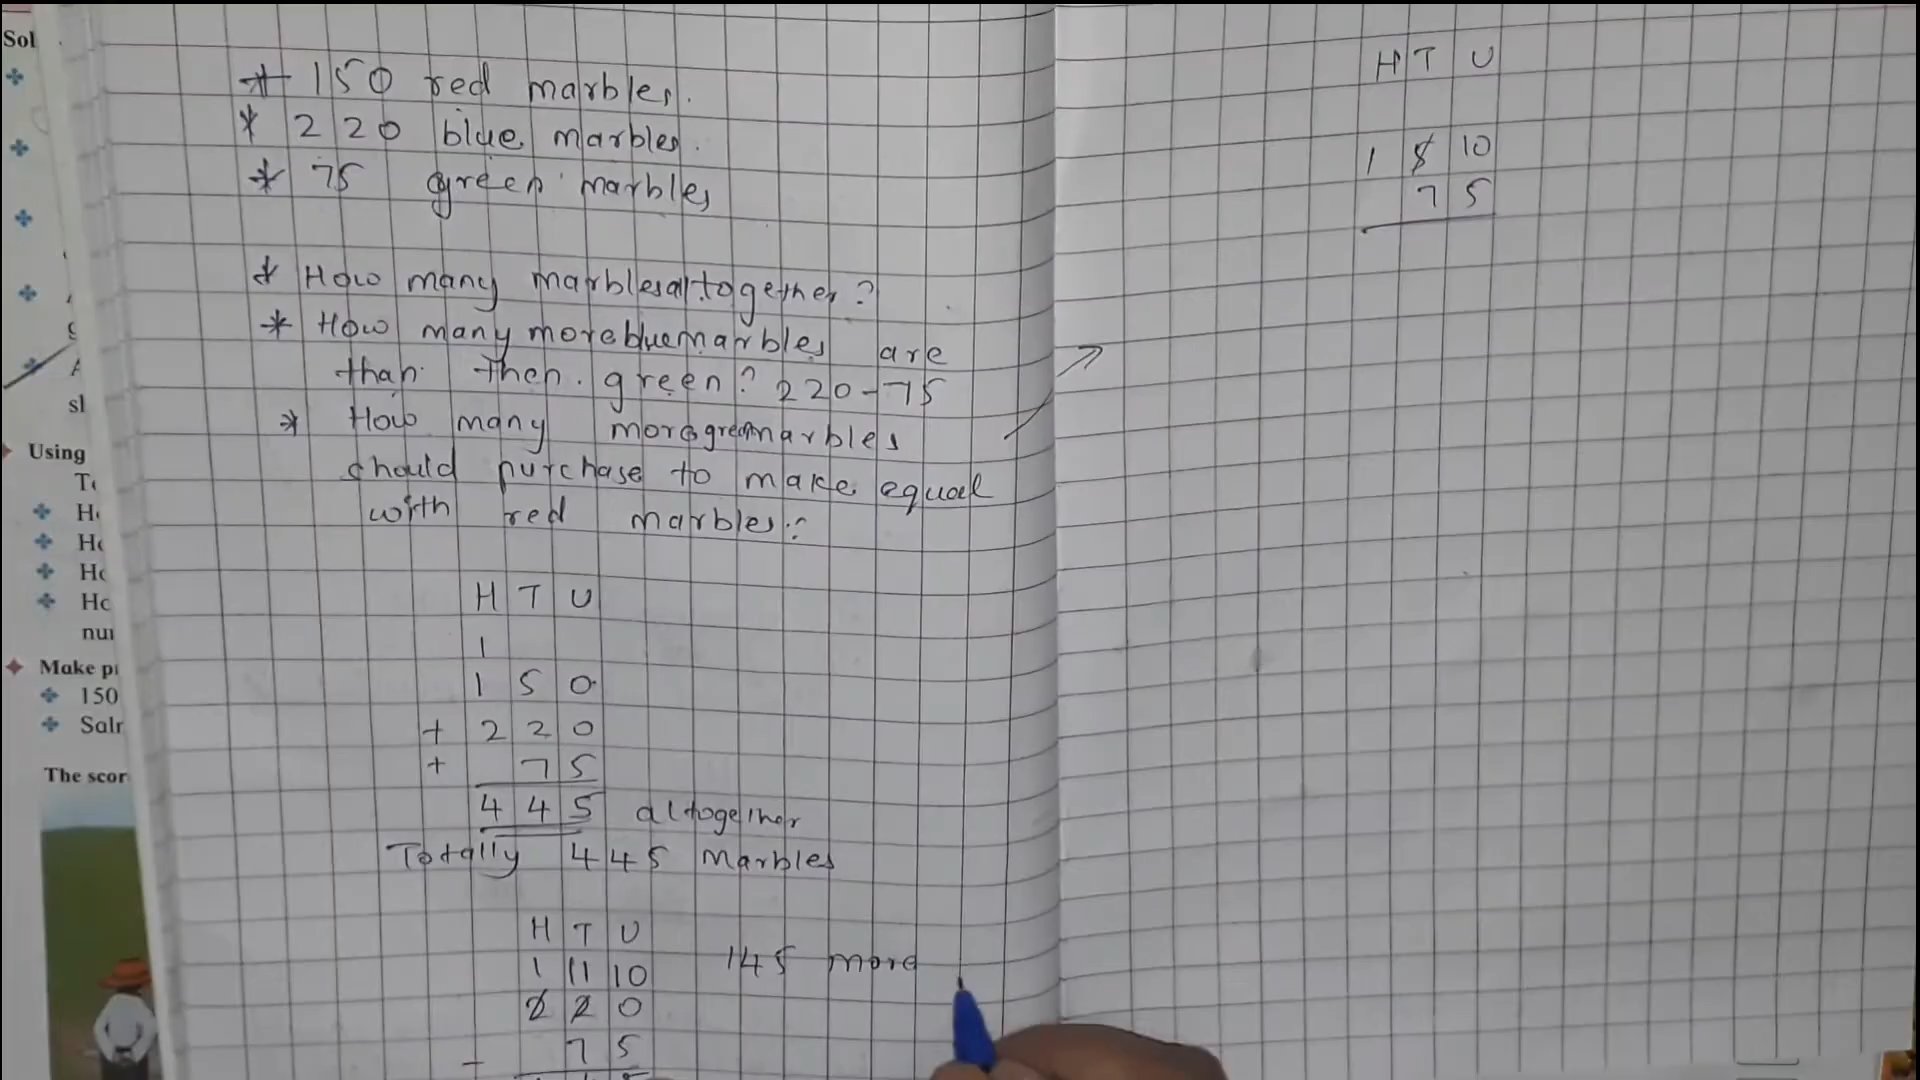 * 150 red marbles.
* 220 blue marbles.
* 75 green marbles
* How many marbles altogether?
* How many more blue marbles are
than then. green? 220-75
* How many more green marbles
should purchase to make equal
with red marbles?
H T U
1
1 5 0
+ 2 2 0
+ 7 5
4 4 5 altogether
Totally 445 Marbles
H T U
1 11 10 145 more
2 2 0
- 7 5
H T U
1 5 10
7 5
Sol
sl
Using
Ho
Make
150
The scor